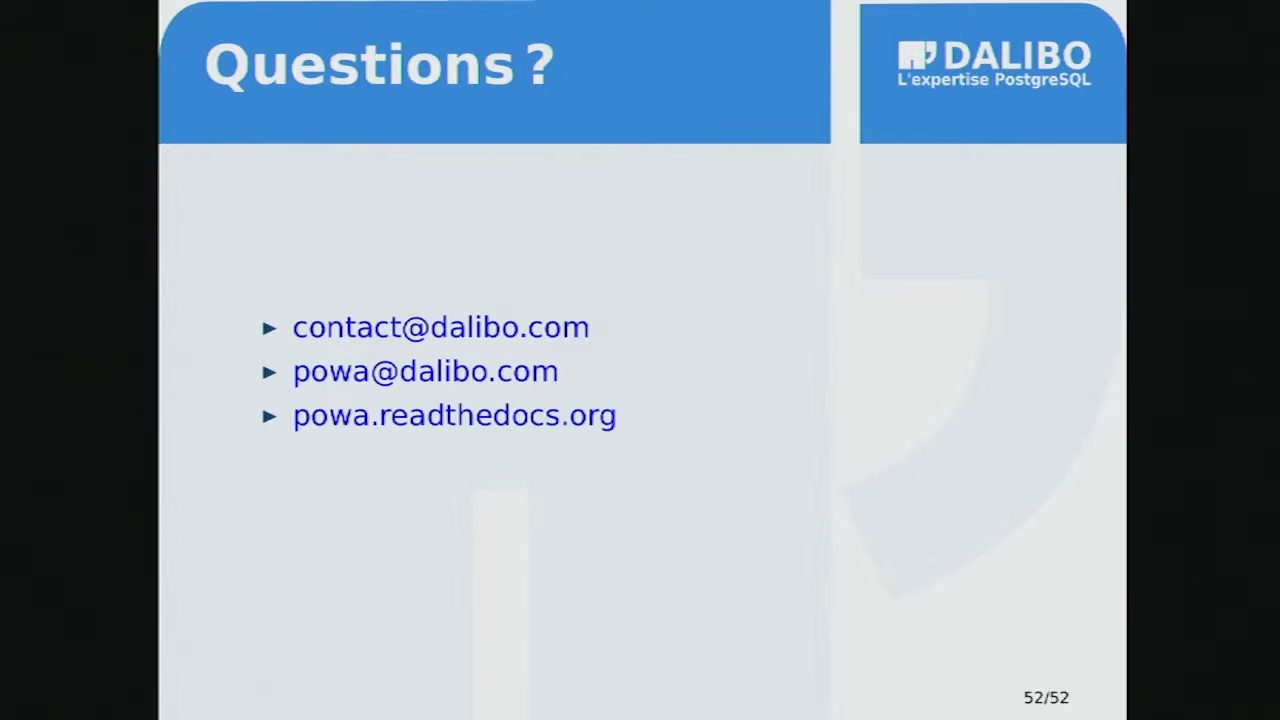 Questions ?
DALIBO
L'expertise PostgreSQL
► contact@dalibo.com
► powa@dalibo.com
► powa.readthedocs.org
52/52